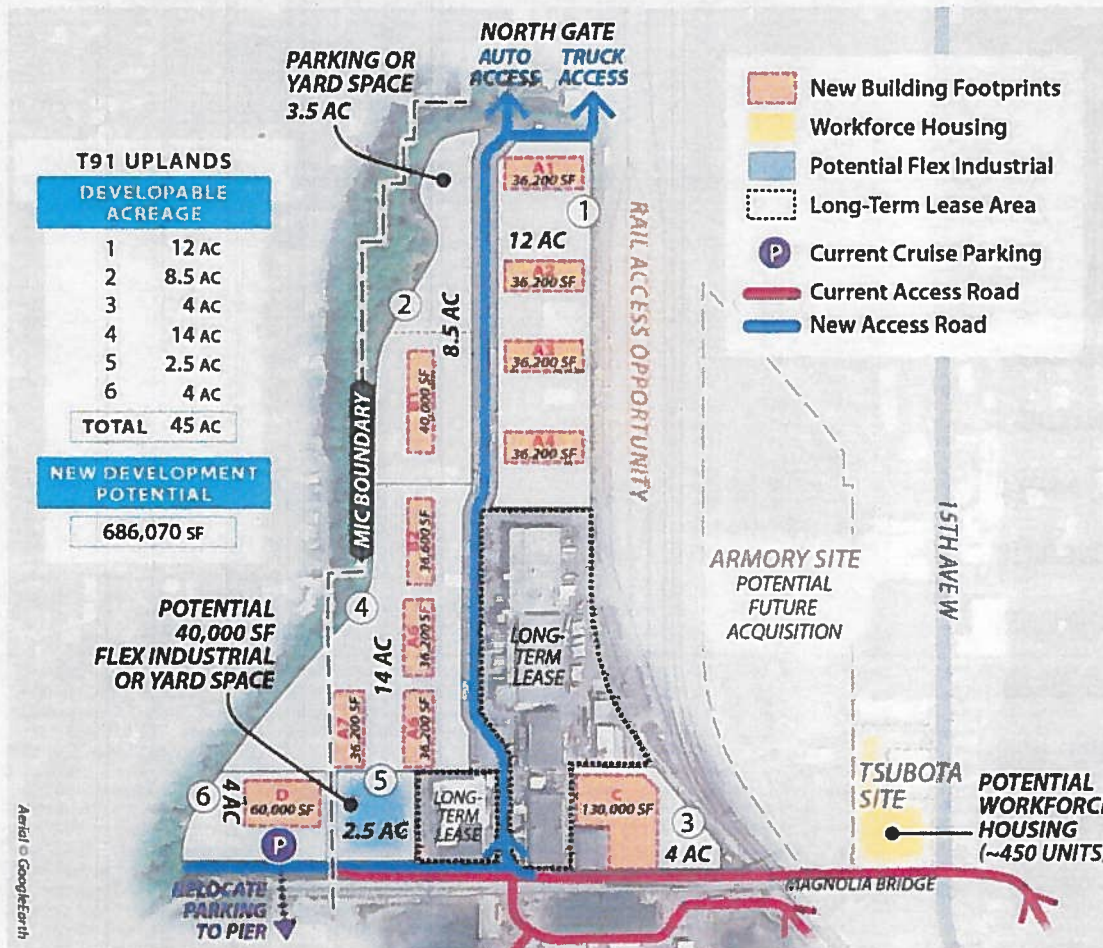 NORTH GATE
AUTO ACCESS
TRUCK ACCESS
PARKING OR
YARD SPACE
3.5 AC
New Building Footprints
Workforce Housing
Potential Flex Industrial
Long-Term Lease Area
P Current Cruise Parking
Current Access Road
New Access Road
T91 UPLANDS
DEVELOPABLE
ACREAGE
1 12 AC
2 8.5 AC
3 4 AC
4 14 AC
5 2.5 AC
6 4 AC
TOTAL 45 AC
NEW DEVELOPMENT
POTENTIAL
686,070 SF
A1
36,200 SF
1
12 AC
A2
36,200 SF
A3
36,200 SF
A4
36,200 SF
RAIL ACCESS OPPORTUNITY
2
8.5 AC
B1
40,000 SF
MIC BOUNDARY
B2
36,600 SF
4
14 AC
A6
36,200 SF
A7
36,200 SF
A6
36,200 SF
POTENTIAL
40,000 SF
FLEX INDUSTRIAL
OR YARD SPACE
LONG-
TERM
LEASE
ARMORY SITE
POTENTIAL
FUTURE
ACQUISITION
15TH AVE W
5
2.5 AC
LONG-
TERM
LEASE
6
4 AC
D
60,000 SF
P
C
130,000 SF
3
4 AC
TSUBOTA
SITE
POTENTIAL
WORKFORCE
HOUSING
(~450 UNITS)
MAGNOLIA BRIDGE
RELOCATE
PARKING
TO PIER
Aerial © GoogleEarth